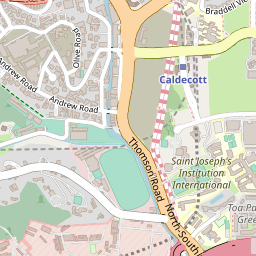 Braddell Vi
Olive Road
Caldecott
Andrew Road
Andrew Road
Thomson Road
Saint Joseph's
Institution
International
Toa Pa
Gree
North-South